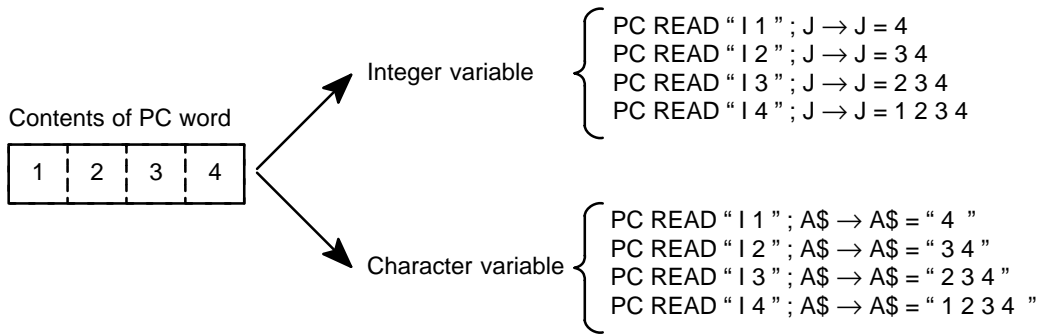 Contents of PC word
1 2 3 4
Integer variable
PC READ “ I 1 ” ; J → J = 4
PC READ “ I 2 ” ; J → J = 3 4
PC READ “ I 3 ” ; J → J = 2 3 4
PC READ “ I 4 ” ; J → J = 1 2 3 4
Character variable
PC READ “ I 1 ” ; A$ → A$ = “ 4 ”
PC READ “ I 2 ” ; A$ → A$ = “ 3 4 ”
PC READ “ I 3 ” ; A$ → A$ = “ 2 3 4 ”
PC READ “ I 4 ” ; A$ → A$ = “ 1 2 3 4 ”